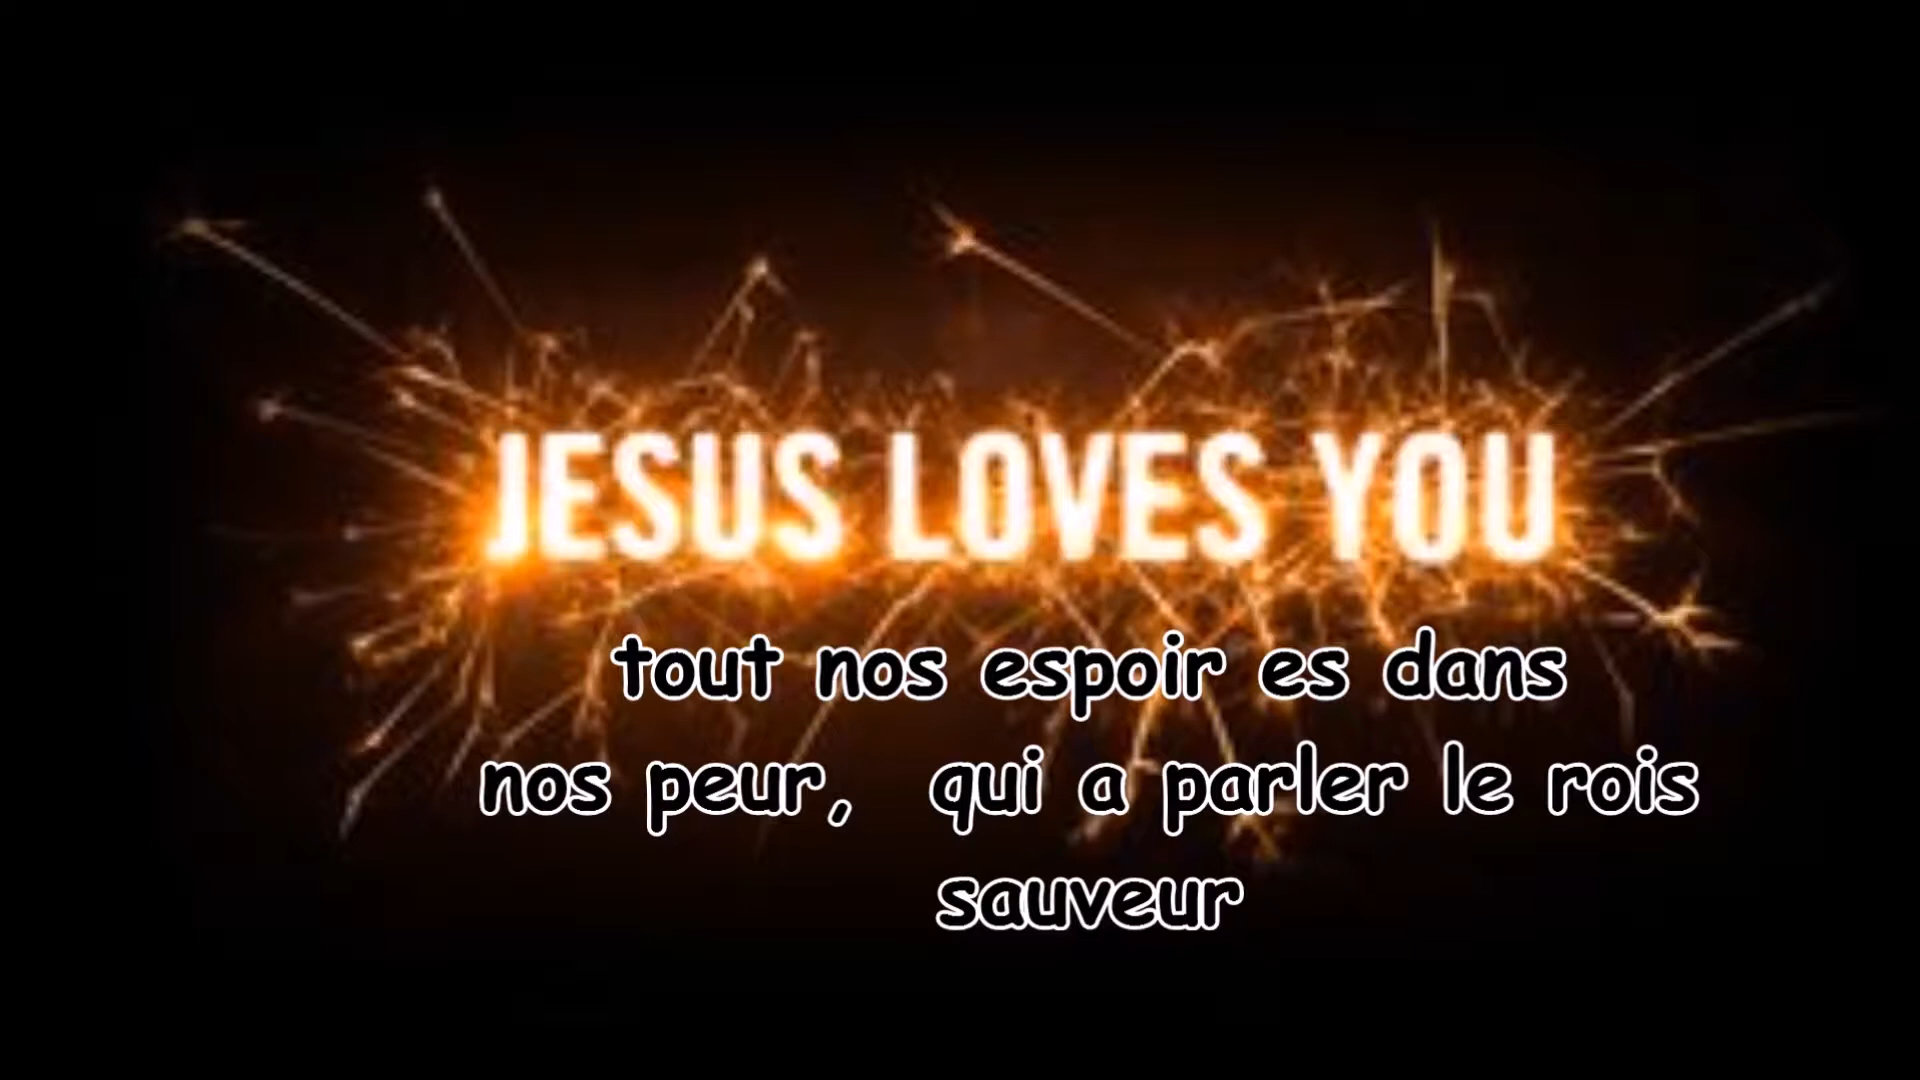 JESUS LOVES YOU
tout nos espoir es dans
nos peur, qui a parler le rois
sauveur